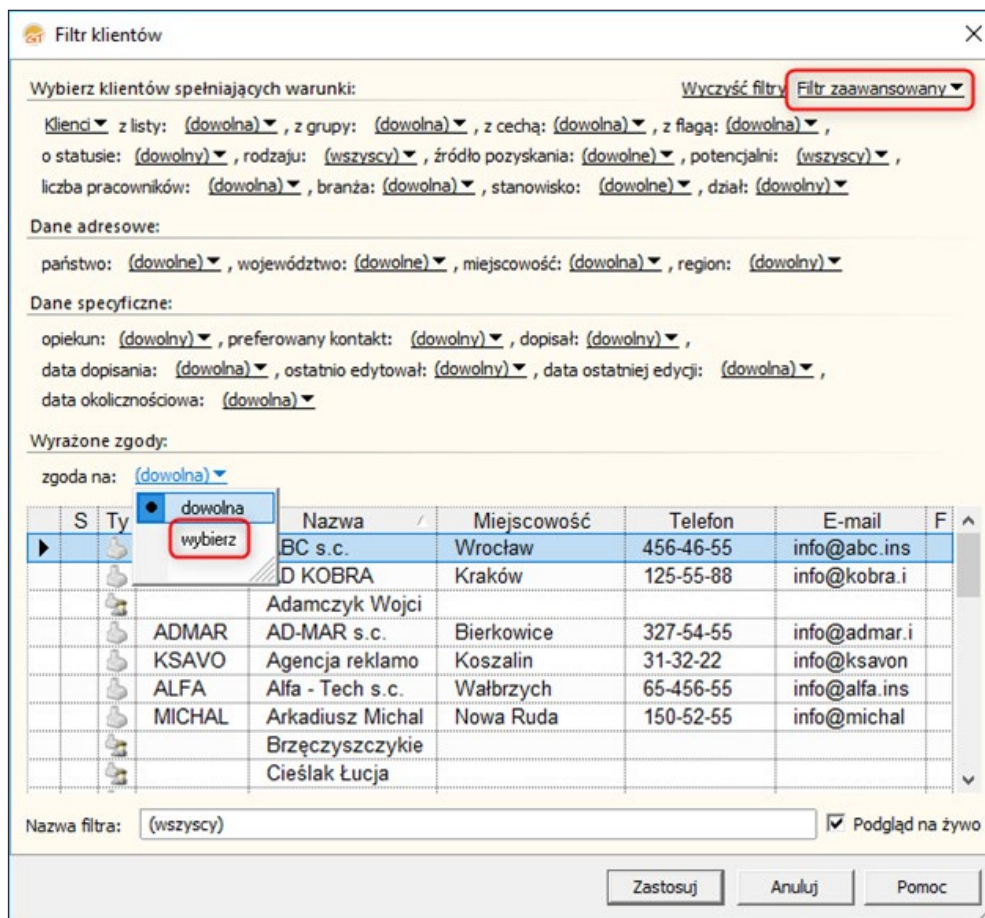 Filtr klientów
Wybierz klientów spełniających warunki: Wyczyść filtry Filtr zaawansowany
Klienci z listy: (dowolna) , z grupy: (dowolna) , z cechą: (dowolna) , z flagą: (dowolna) ,
o statusie: (dowolny) , rodzaju: (wszyscy) , źródło pozyskania: (dowolne) , potencjalni: (wszyscy) ,
liczba pracowników: (dowolna) , branża: (dowolna) , stanowisko: (dowolne) , dział: (dowolny)
Dane adresowe:
państwo: (dowolne) , województwo: (dowolne) , miejscowość: (dowolna) , region: (dowolny)
Dane specyficzne:
opiekun: (dowolny) , preferowany kontakt: (dowolny) , dopisał: (dowolny) ,
data dopisania: (dowolna) , ostatnio edytował: (dowolny) , data ostatniej edycji: (dowolna) ,
data okolicznościowa: (dowolna)
Wyrażone zgody:
zgoda na: (dowolna)
dowolna
wybierz
S Ty Nazwa Miejscowość Telefon E-mail F
BC s.c. Wrocław 456-46-55 info@abc.ins
D KOBRA Kraków 125-55-88 info@kobra.i
Adamczyk Wojci
ADMAR AD-MAR s.c. Bierkowice 327-54-55 info@admar.i
KSAVO Agencja reklamo Koszalin 31-32-22 info@ksavon
ALFA Alfa - Tech s.c. Wałbrzych 65-456-55 info@alfa.ins
MICHAL Arkadiusz Michal Nowa Ruda 150-52-55 info@michal
Brzęczyszczykie
Cieślak Łucja
Nazwa filtra: (wszyscy) Podgląd na żywo
Zastosuj Anuluj Pomoc